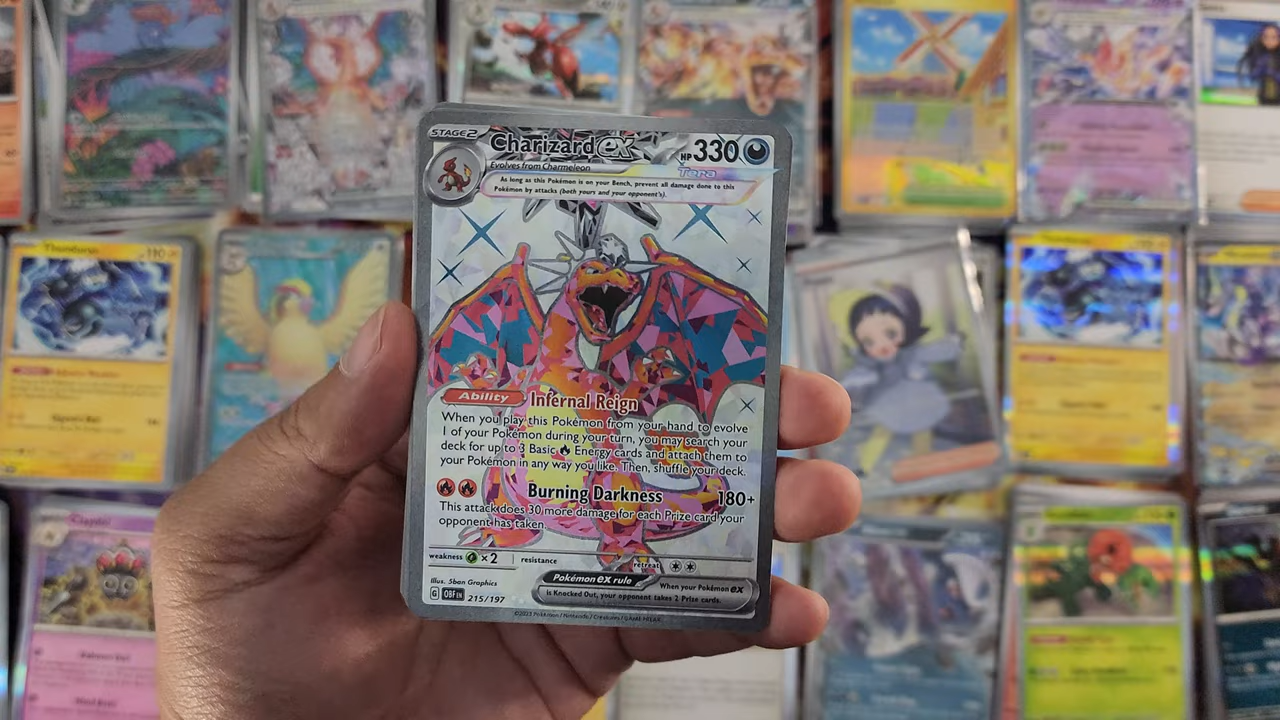 STAGE2
Charizard ex
HP 330
Evolves from Charmeleon
Tera
As long as this Pokémon is on your Bench, prevent all damage done to this
Pokémon by attacks (both yours and your opponent's).
Ability Infernal Reign
When you play this Pokémon from your hand to evolve
1 of your Pokémon during your turn, you may search your
deck for up to 3 Basic Energy cards and attach them to
your Pokémon in any way you like. Then, shuffle your deck.
Burning Darkness 180+
This attack does 30 more damage for each Prize card your
opponent has taken.
weakness ×2 resistance retreat
Illus. 5ban Graphics
Pokémon ex rule
When your Pokémon ex
is Knocked Out, your opponent takes 2 Prize cards.
G OBF EN 215/197
©2023 Pokémon / Nintendo / Creatures / GAME FREAK
Thundurus
Claydol